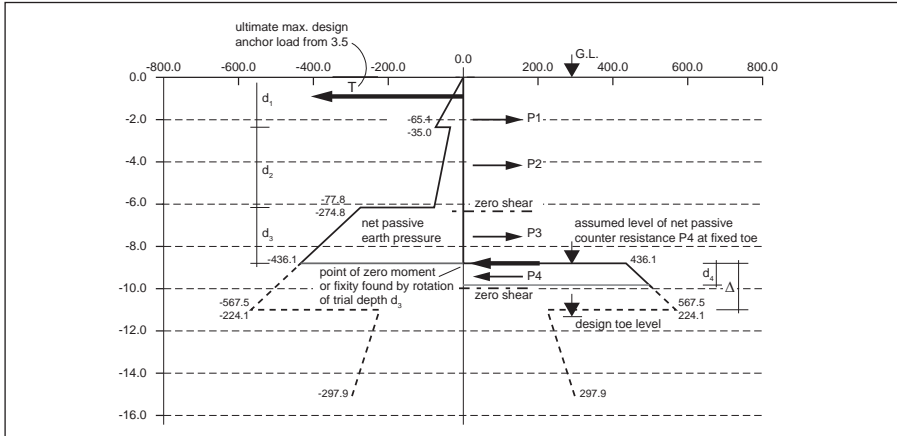 ultimate max. design
anchor load from 3.5
G.L.
-800.0 -600.0 -400.0 -200.0 0.0 200.0 400.0 600.0 800.0
0.0
T
d1
-65.1
P1
-2.0
-35.0
-4.0
d2
P2
-77.8
-6.0
-274.8
zero shear
net passive
earth pressure
assumed level of net passive
counter resistance P4 at fixed toe
d3
P3
-8.0
-436.1
436.1
point of zero moment
or fixity found by rotation
of trial depth d3
P4
d4
Δ
-10.0
zero shear
-567.5
567.5
-224.1
224.1
design toe level
-12.0
-14.0
-297.9
297.9
-16.0